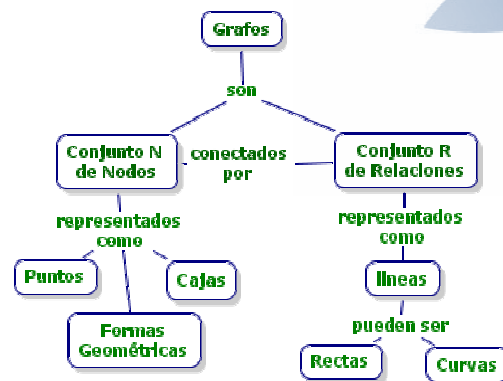 Grafos
son
Conjunto N
de Nodos
conectados
por
Conjunto R
de Relaciones
representados
como
representados
como
Puntos
Cajas
líneas
Formas
Geométricas
pueden ser
Rectas
Curvas